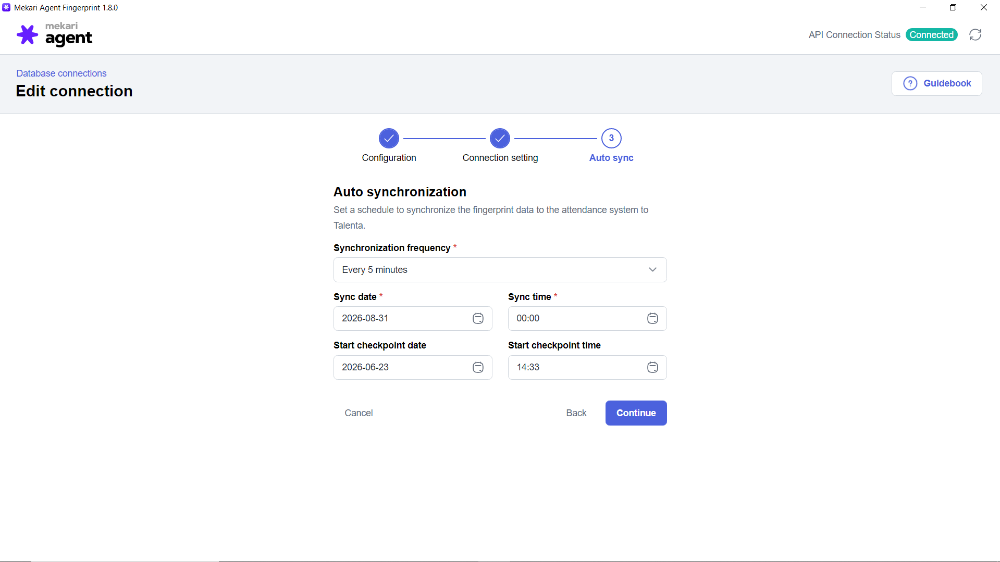 Mekari Agent Fingerprint 1.8.0
mekari
agent
API Connection Status Connected
Database connections
Edit connection
? Guidebook
3
Configuration Connection setting Auto sync
Auto synchronization
Set a schedule to synchronize the fingerprint data to the attendance system to
Talenta.
Synchronization frequency *
Every 5 minutes
Sync date * Sync time *
2026-08-31 00:00
Start checkpoint date Start checkpoint time
2026-06-23 14:33
Cancel Back Continue